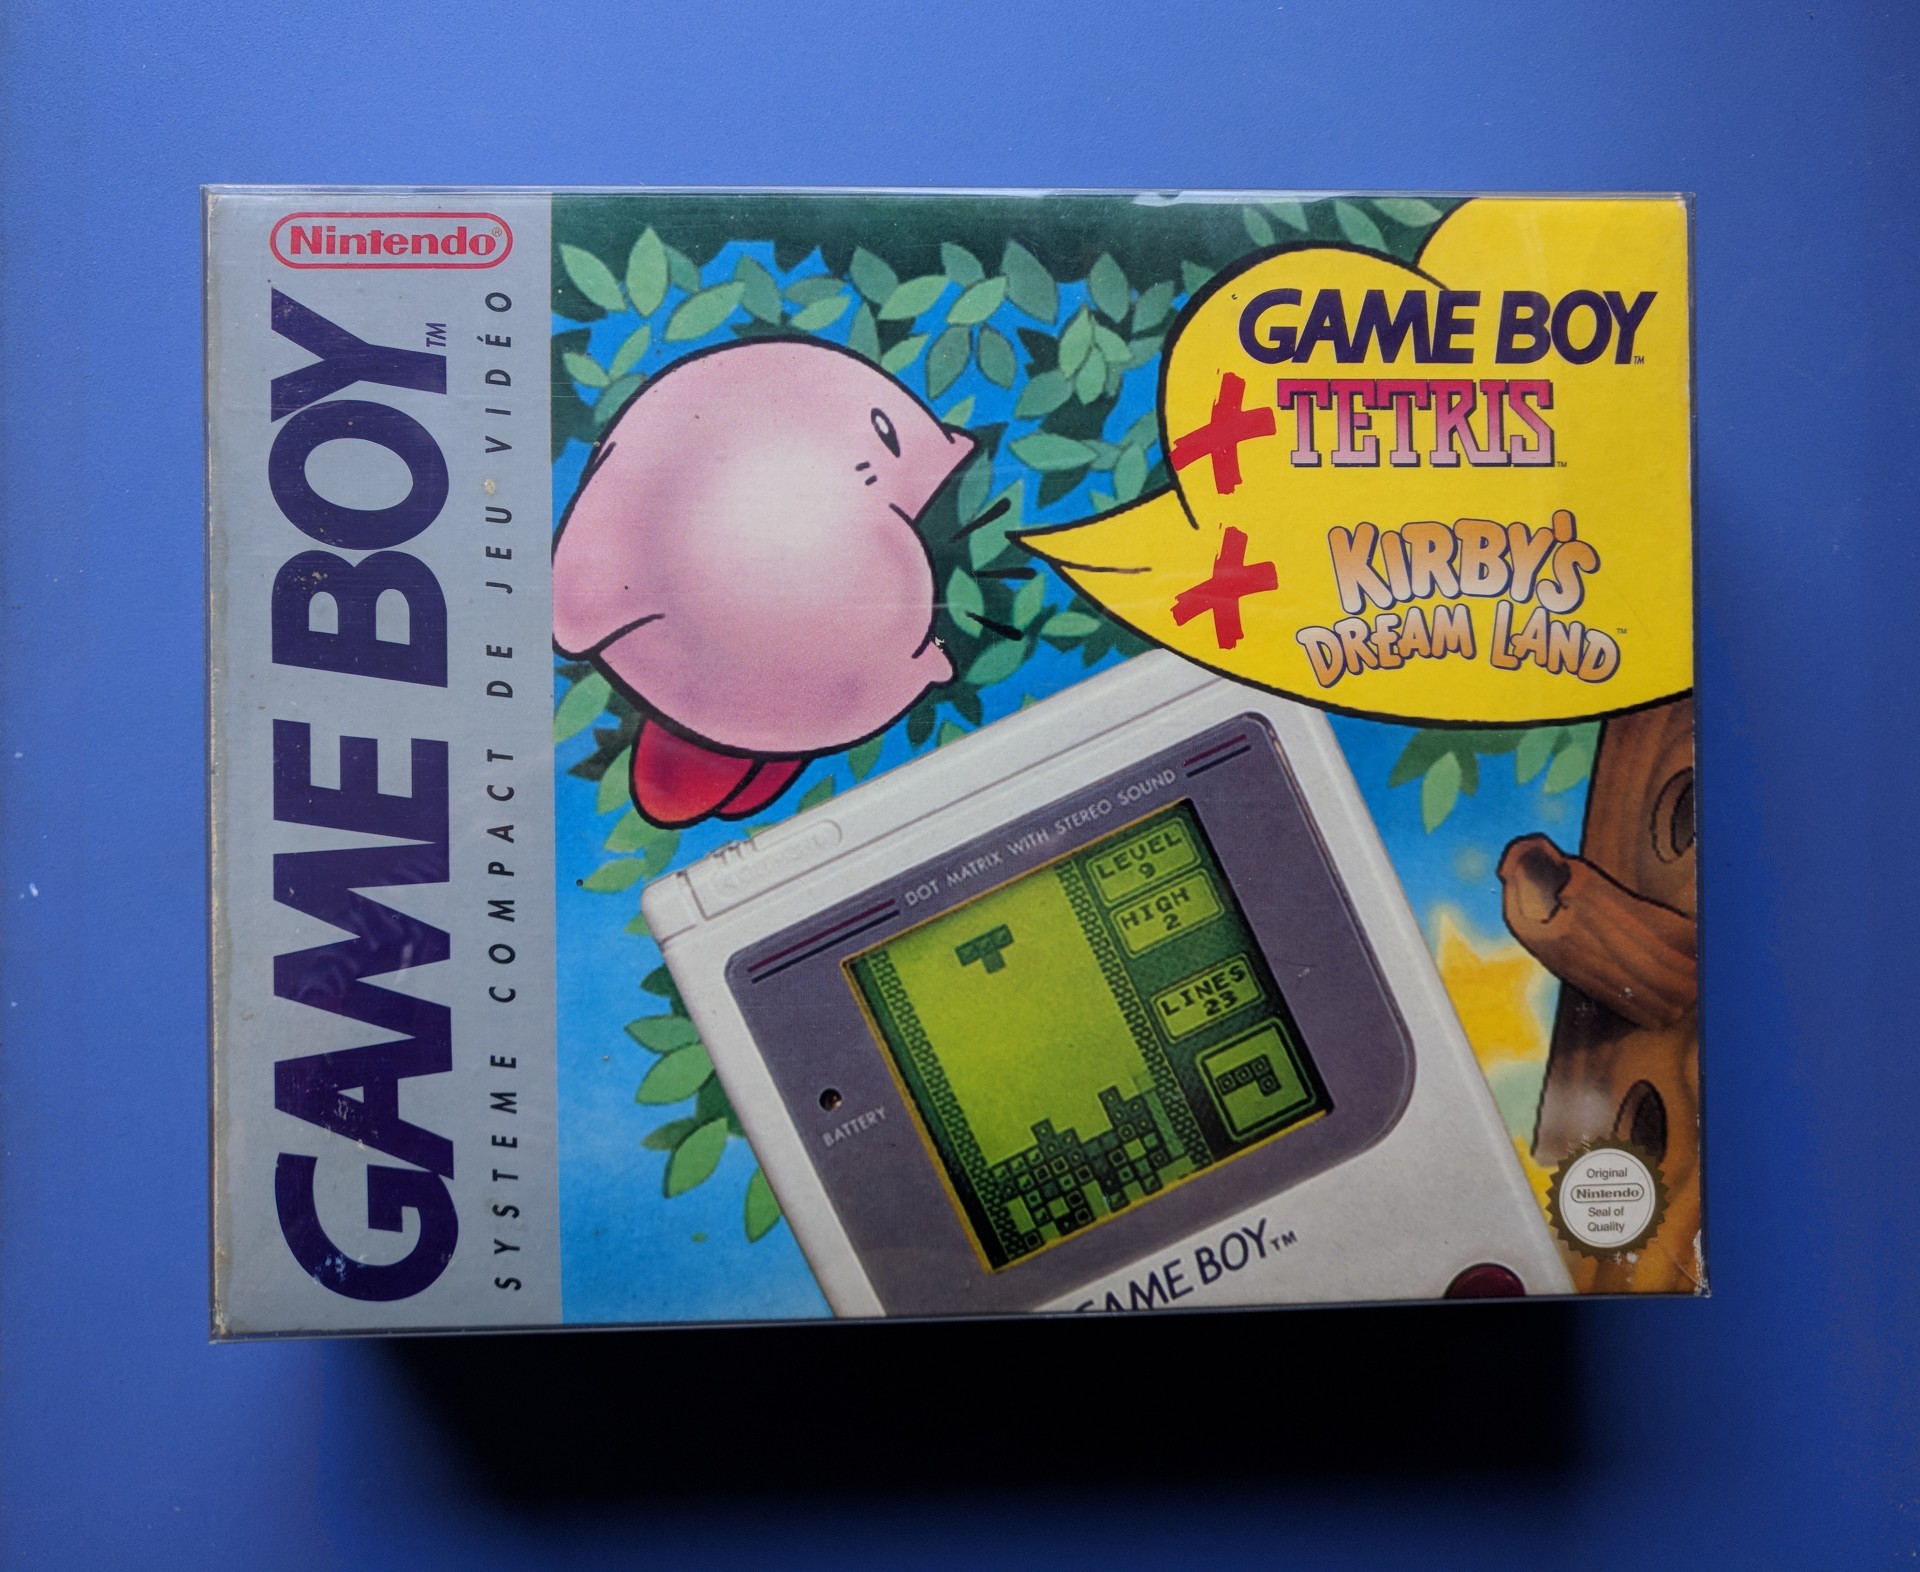 Nintendo®
GAME BOY™
SYSTEME COMPACT DE JEU VIDÉO
GAME BOY™
+ TETRIS™
+ KIRBY'S
DREAM LAND™
DOT MATRIX WITH STEREO SOUND
LEVEL
9
HIGH
2
LINES
23
BATTERY
GAME BOY™
Original
Nintendo
Seal of
Quality